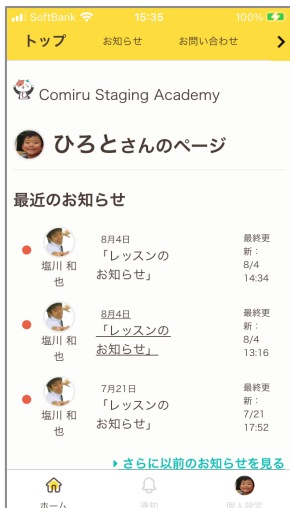 SoftBank 15:35 100%
トップ お知らせ お問い合わせ
Comiru Staging Academy
ひろとさんのページ
最近のお知らせ
塩川 和
也
8月4日
「レッスンの
お知らせ」
最終更
新：
8/4
14:34
塩川 和
也
8月4日
「レッスンの
お知らせ」
最終更
新：
8/4
13:16
塩川 和
也
7月21日
「レッスンの
お知らせ」
最終更
新：
7/21
17:52
さらに以前のお知らせを見る
ホーム 通知 個人設定